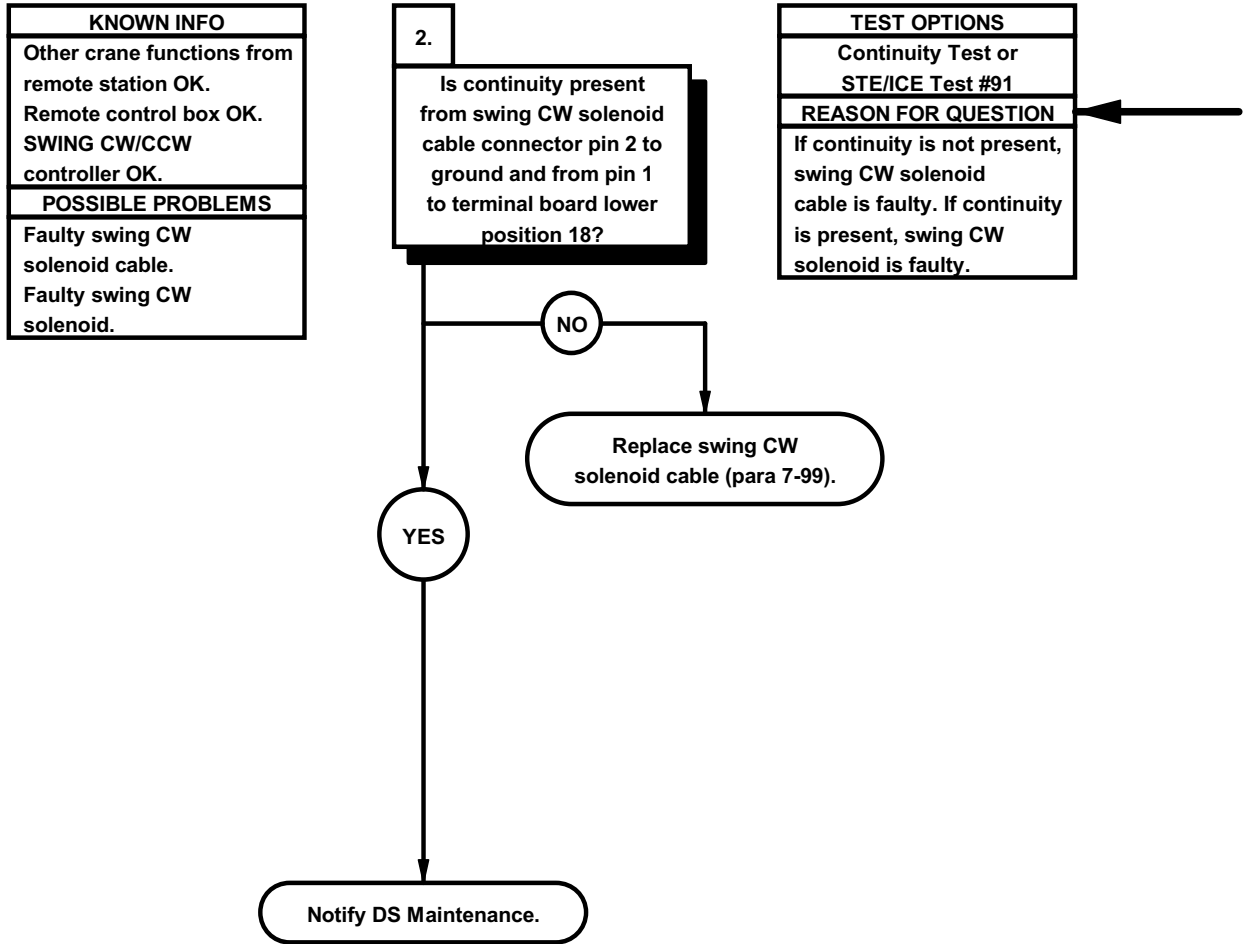 KNOWN INFO
Other crane functions from
remote station OK.
Remote control box OK.
SWING CW/CCW
controller OK.
POSSIBLE PROBLEMS
Faulty swing CW
solenoid cable.
Faulty swing CW
solenoid.
2.
Is continuity present
from swing CW solenoid
cable connector pin 2 to
ground and from pin 1
to terminal board lower
position 18?
TEST OPTIONS
Continuity Test or
STE/ICE Test #91
REASON FOR QUESTION
If continuity is not present,
swing CW solenoid
cable is faulty. If continuity
is present, swing CW
solenoid is faulty.
NO
Replace swing CW
solenoid cable (para 7-99).
YES
Notify DS Maintenance.